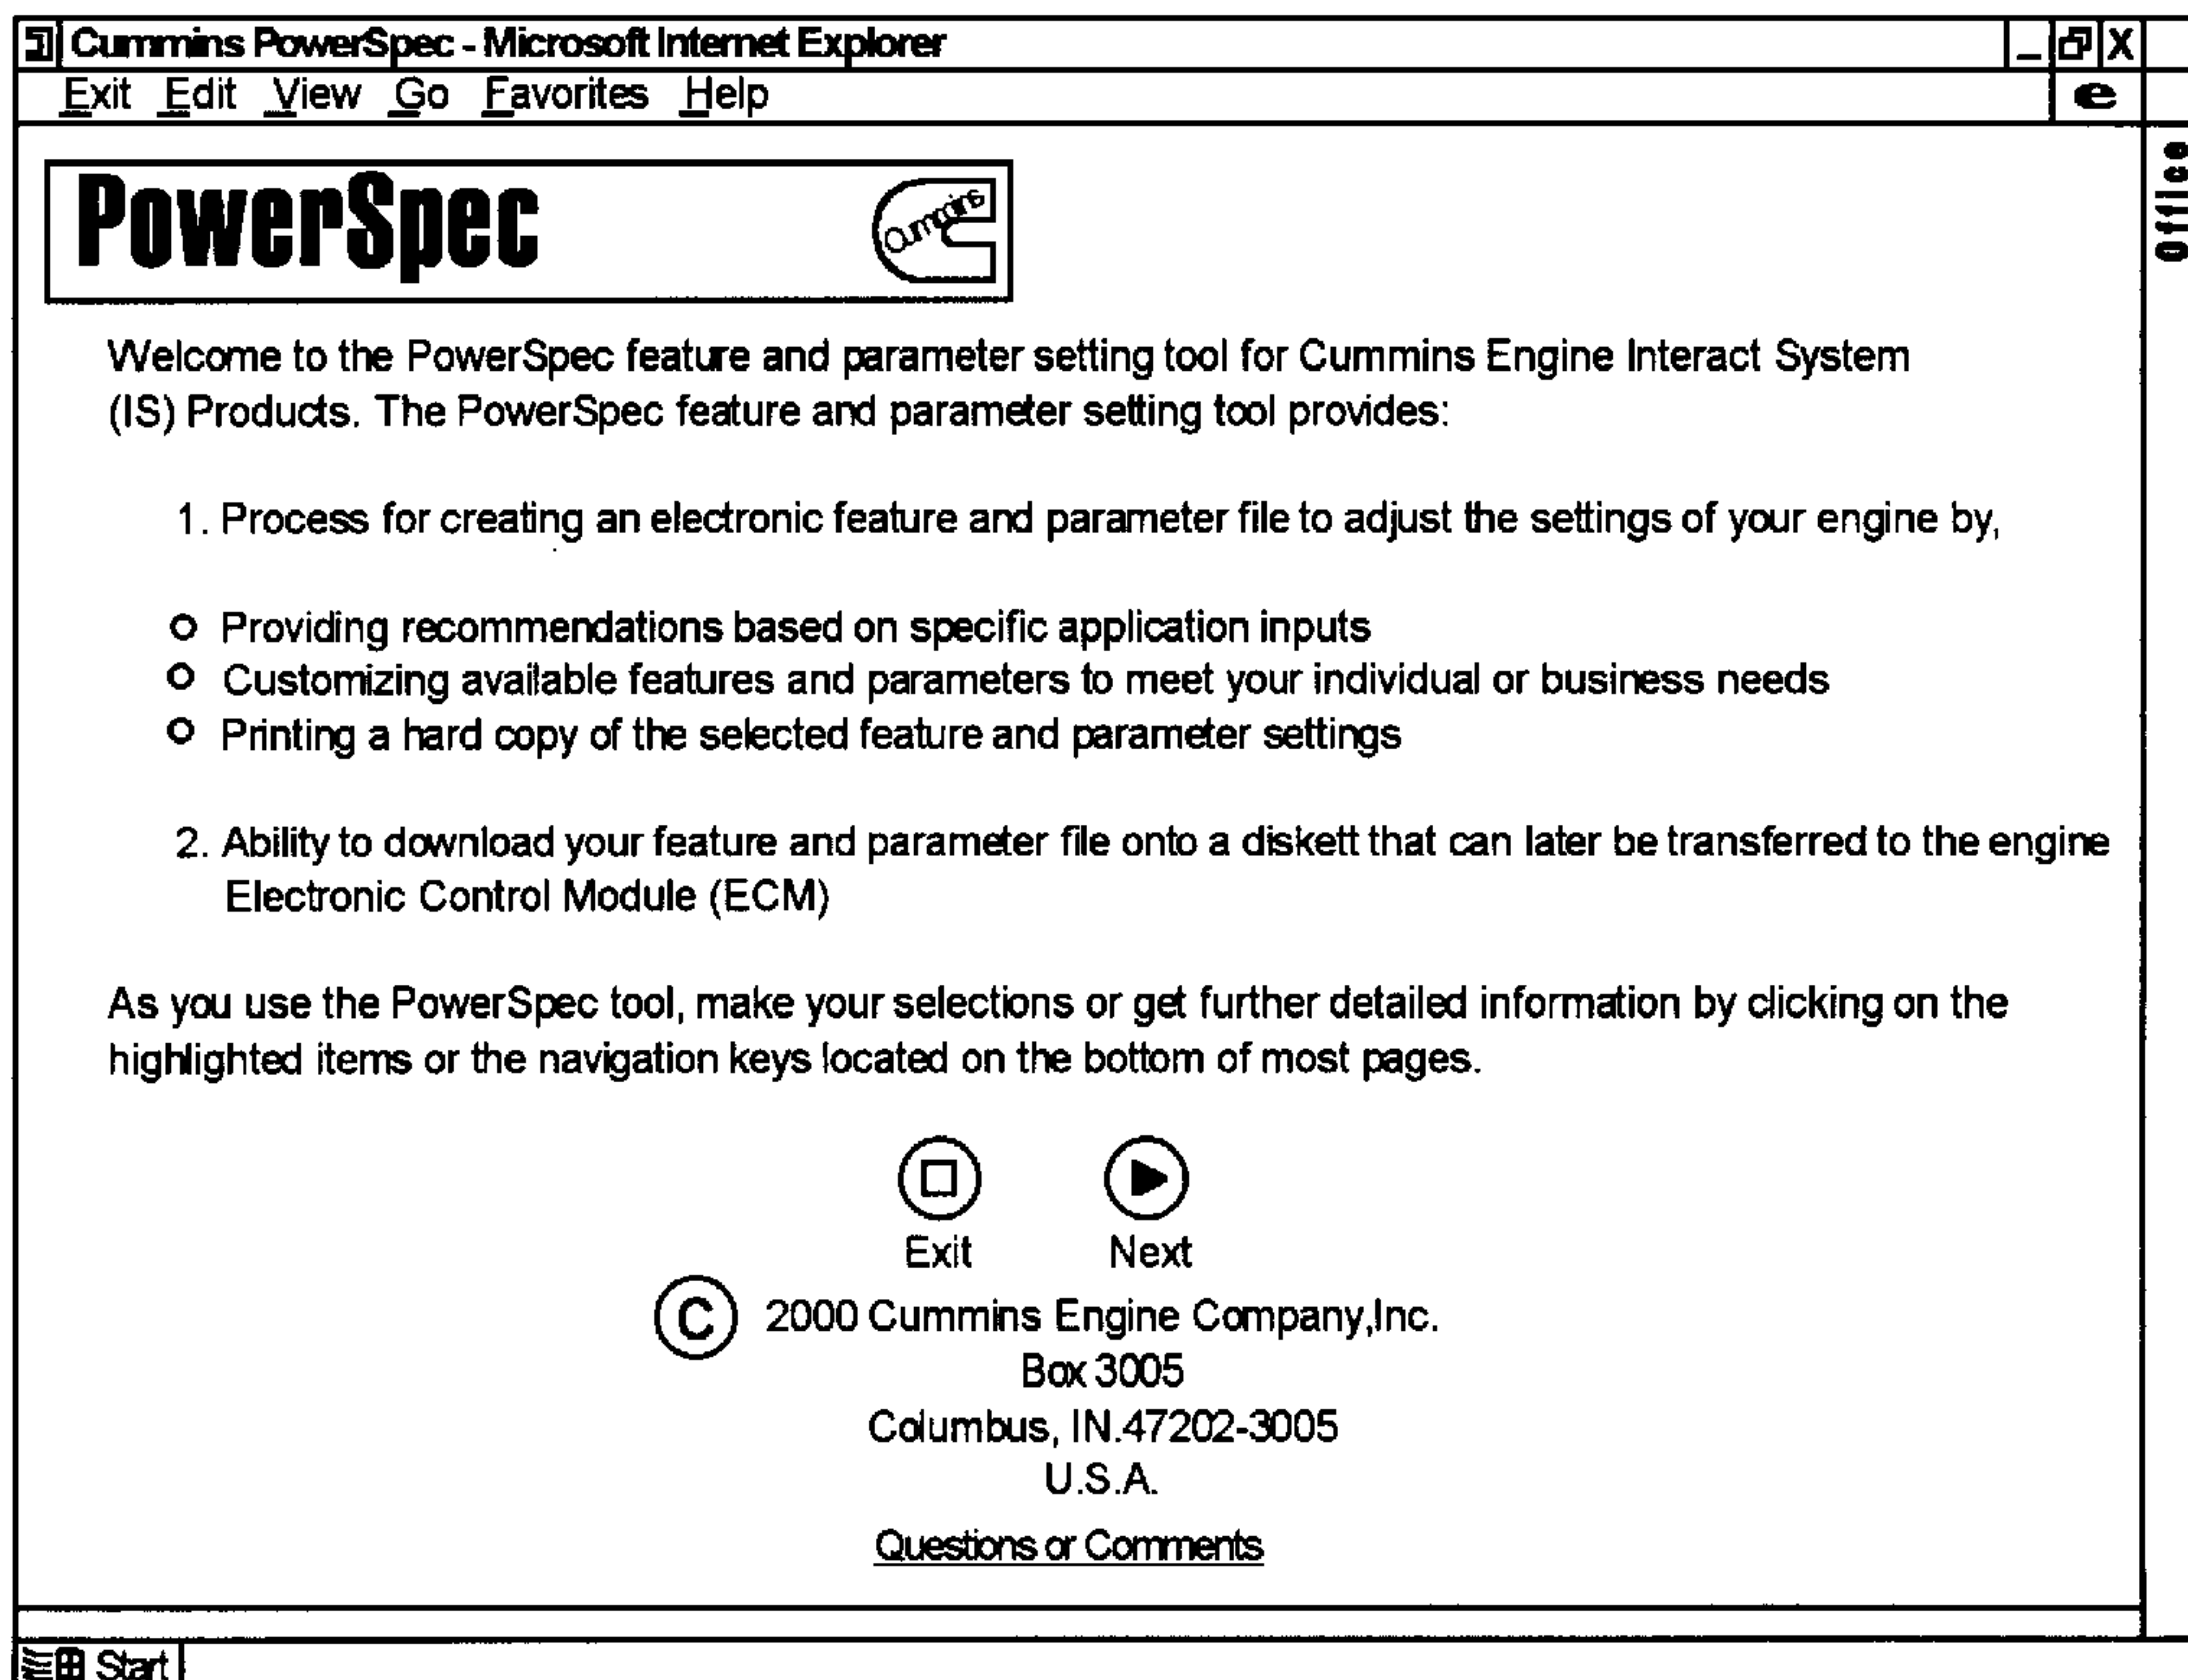 Cummins PowerSpec - Microsoft Internet Explorer
Exit Edit View Go Favorites Help
e
Office
PowerSpec
Cummins
Welcome to the PowerSpec feature and parameter setting tool for Cummins Engine Interact System
(IS) Products. The PowerSpec feature and parameter setting tool provides:
1. Process for creating an electronic feature and parameter file to adjust the settings of your engine by,
Providing recommendations based on specific application inputs
Customizing available features and parameters to meet your individual or business needs
Printing a hard copy of the selected feature and parameter settings
2. Ability to download your feature and parameter file onto a diskett that can later be transferred to the engine
Electronic Control Module (ECM)
As you use the PowerSpec tool, make your selections or get further detailed information by clicking on the
highlighted items or the navigation keys located on the bottom of most pages.
Exit Next
© 2000 Cummins Engine Company,Inc.
Box 3005
Columbus, IN.47202-3005
U.S.A.
Questions or Comments
Start